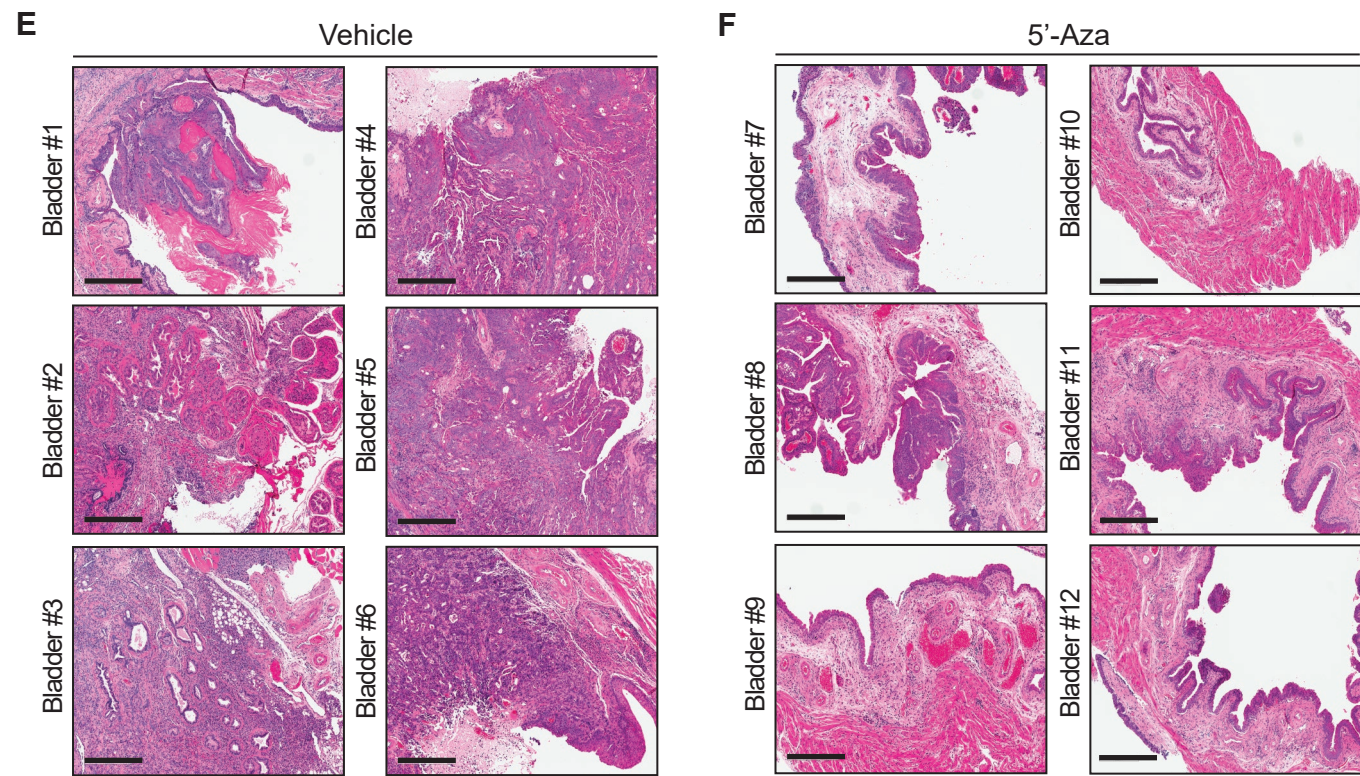 E
Vehicle
Bladder #1
Bladder #4
Bladder #2
Bladder #5
Bladder #3
Bladder #6
F
5’-Aza
Bladder #7
Bladder #10
Bladder #8
Bladder #11
Bladder #9
Bladder #12